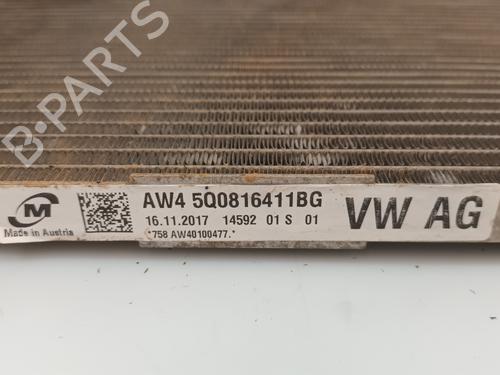 B-PARTS
M
Made in Austria
AW4 5Q0816411BG
16.11.2017 14592 01 S 01
*758 AW40100477.*
VW AG